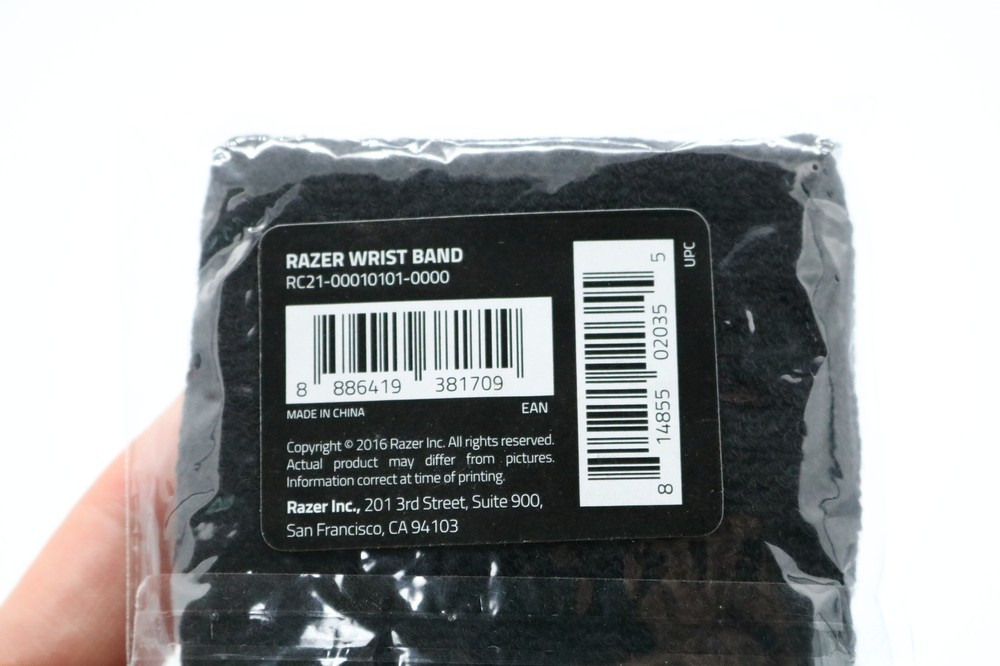 RAZER WRIST BAND
RC21-00010101-0000
8 886419 381709
MADE IN CHINA
EAN
Copyright © 2016 Razer Inc. All rights reserved.
Actual product may differ from pictures.
Information correct at time of printing.
Razer Inc., 201 3rd Street, Suite 900,
San Francisco, CA 94103
8 14855 02035 5
UPC